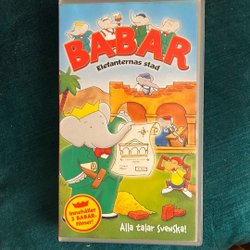 BABAR
Elefanternas stad
Innehåller
3 BABAR-
filmer!
Alla talar svenska!